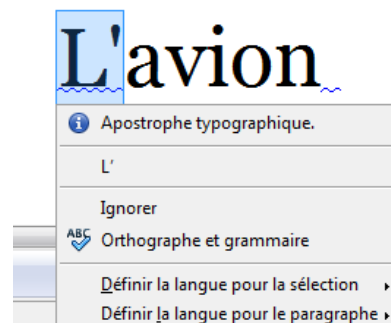 L'avion
Apostrophe typographique.
L’
Ignorer
ABC Orthographe et grammaire
Définir la langue pour la sélection
Définir la langue pour le paragraphe